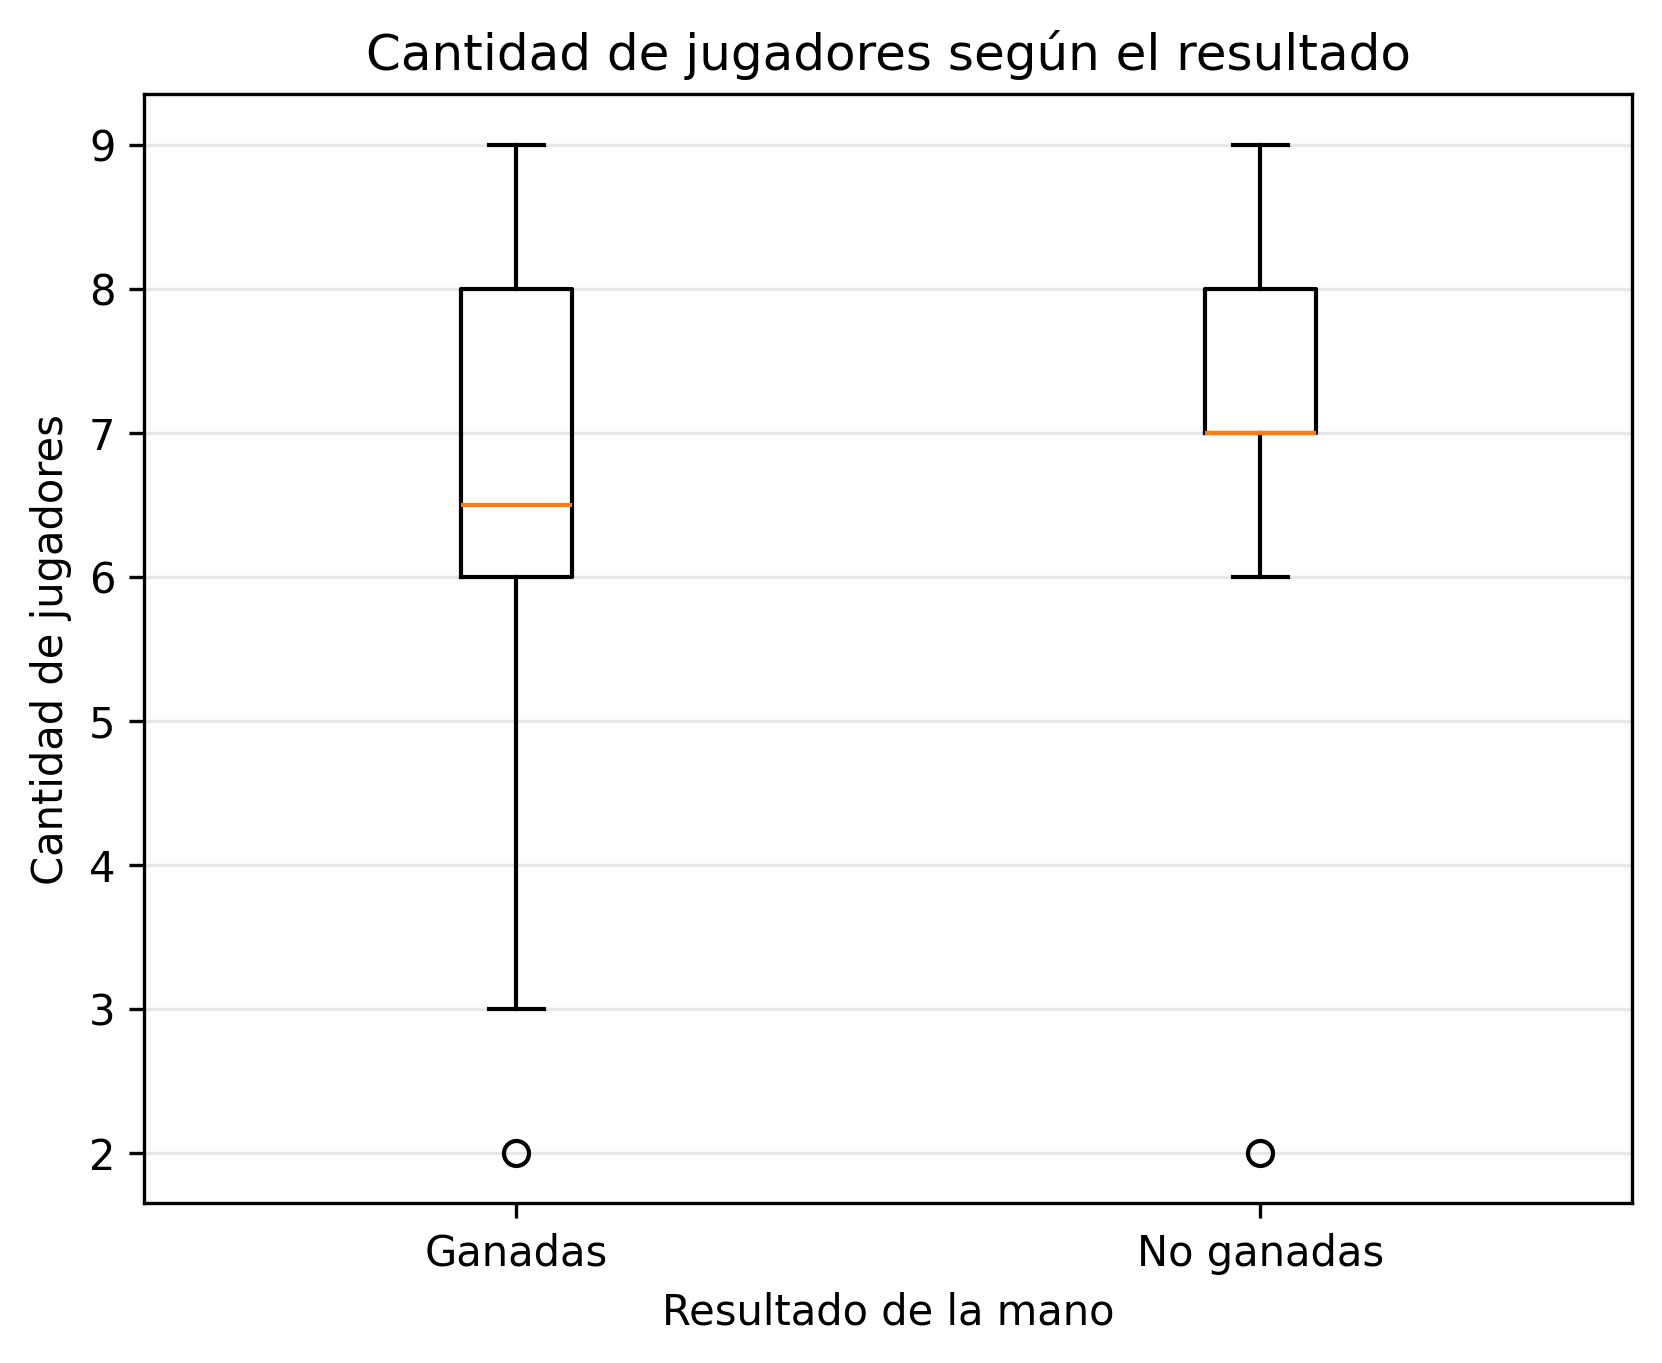 Cantidad de jugadores según el resultado
Cantidad de jugadores
9
8
7
6
5
4
3
2
Ganadas
No ganadas
Resultado de la mano